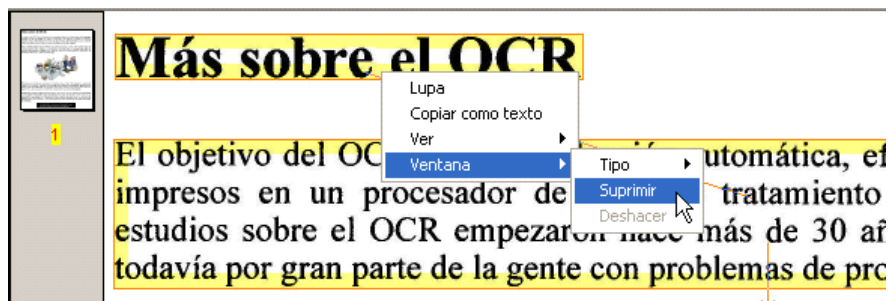 Más sobre el OCR
1
Lupa
Copiar como texto
Ver
Ventana
Tipo
Suprimir
Deshacer
El objetivo del OC utomática, ef
impresos en un procesador de tratamiento
estudios sobre el OCR empezaron hace más de 30 añ
todavía por gran parte de la gente con problemas de pro